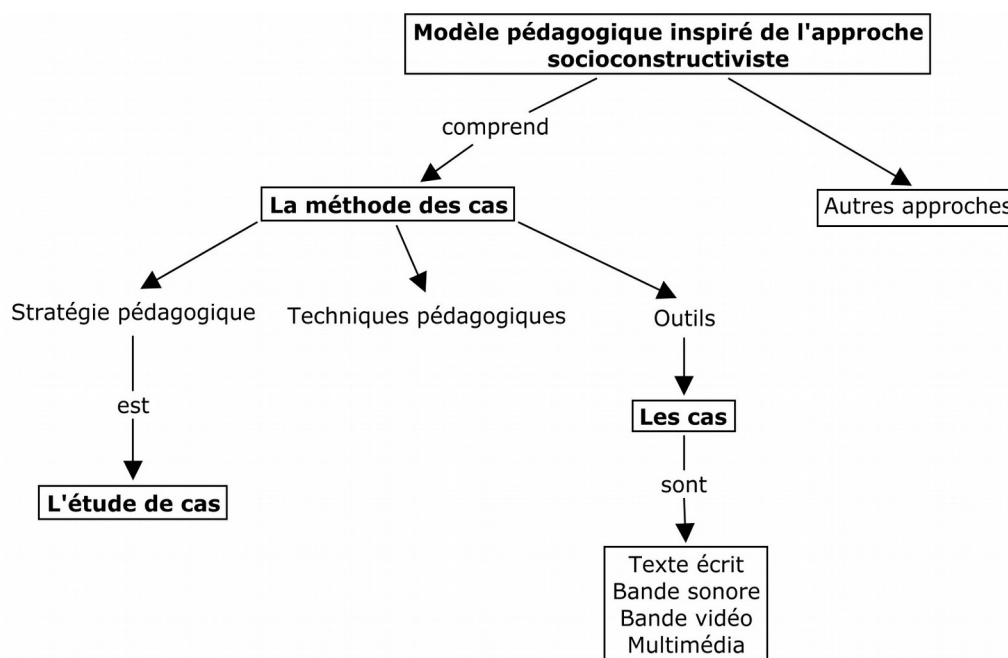 Modèle pédagogique inspiré de l'approche
socioconstructiviste
comprend
La méthode des cas
Autres approches
Stratégie pédagogique
Techniques pédagogiques
Outils
est
Les cas
L'étude de cas
sont
Texte écrit
Bande sonore
Bande vidéo
Multimédia